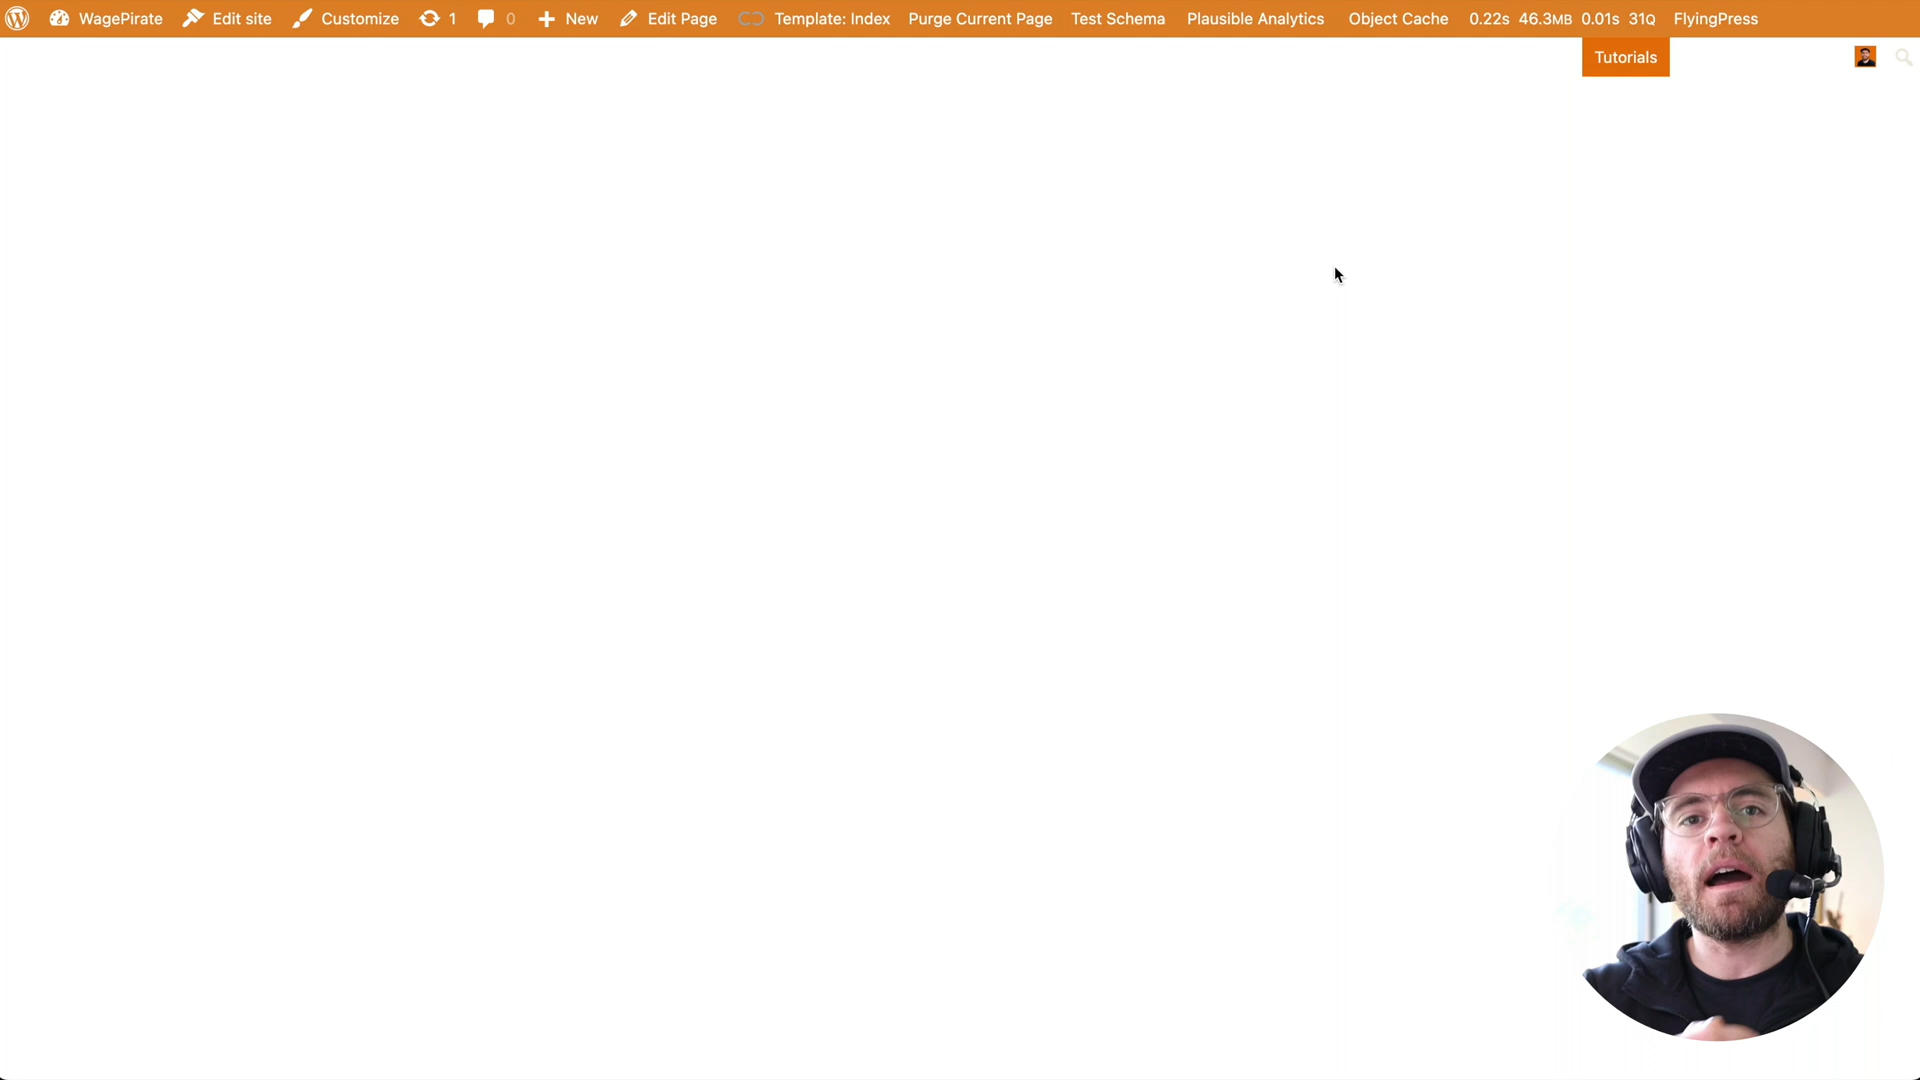 WagePirate Edit site Customize 1 0 New Edit Page Template: Index Purge Current Page Test Schema Plausible Analytics Object Cache 0.22s 46.3MB 0.01s 31Q FlyingPress
Tutorials